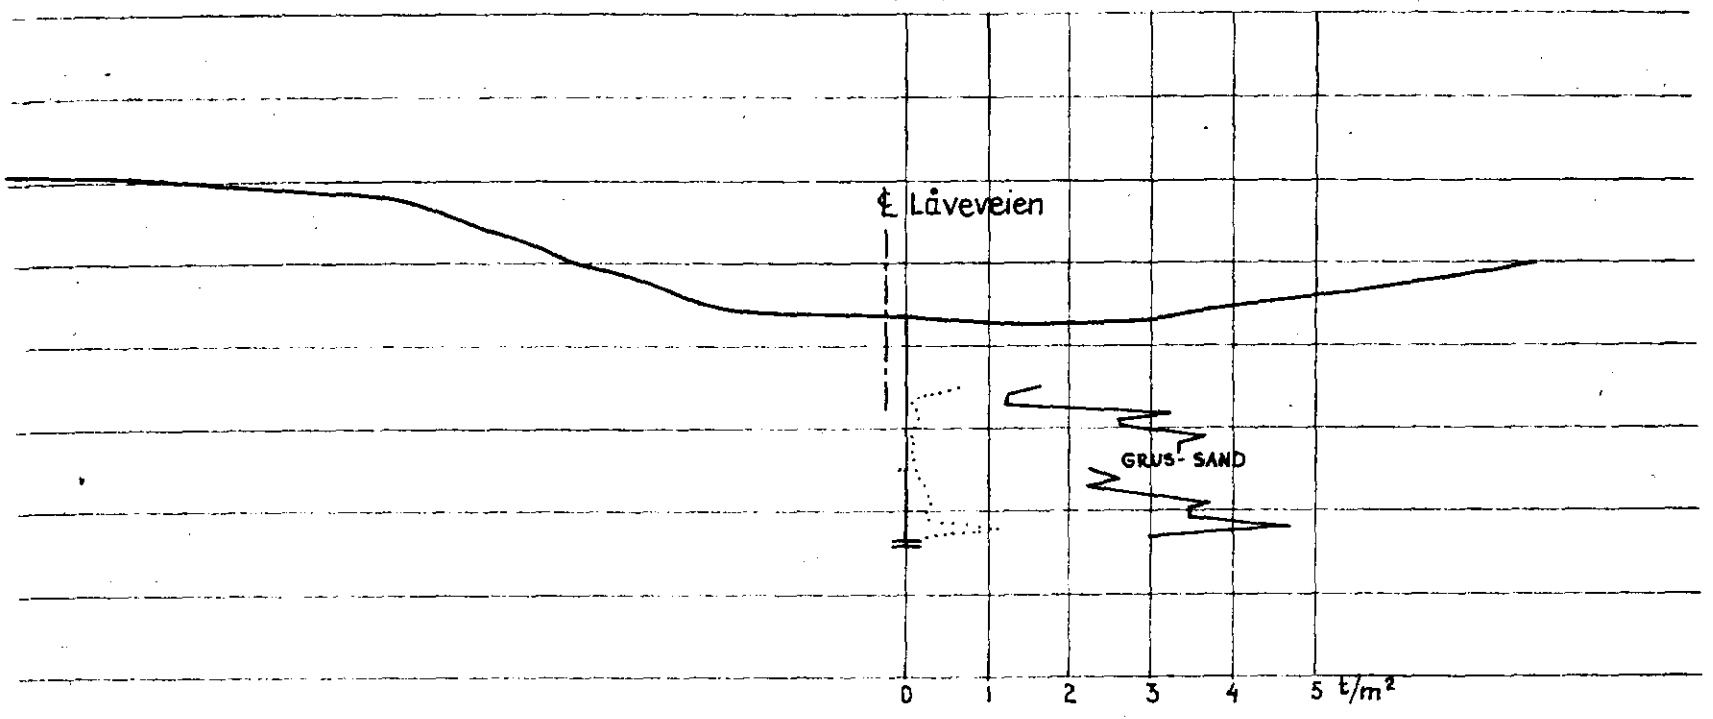 ℄ Låveveien
GRUS- SAND
0 1 2 3 4 5 t/m²